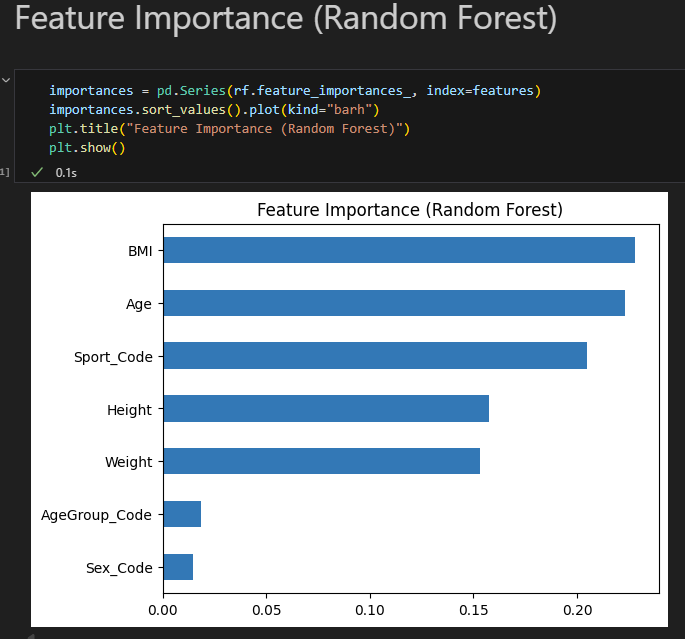 Feature Importance (Random Forest)
importances = pd.Series(rf.feature_importances_, index=features)
importances.sort_values().plot(kind="barh")
plt.title("Feature Importance (Random Forest)")
plt.show()
1] 0.1s
Feature Importance (Random Forest)
BMI
Age
Sport_Code
Height
Weight
AgeGroup_Code
Sex_Code
0.00 0.05 0.10 0.15 0.20